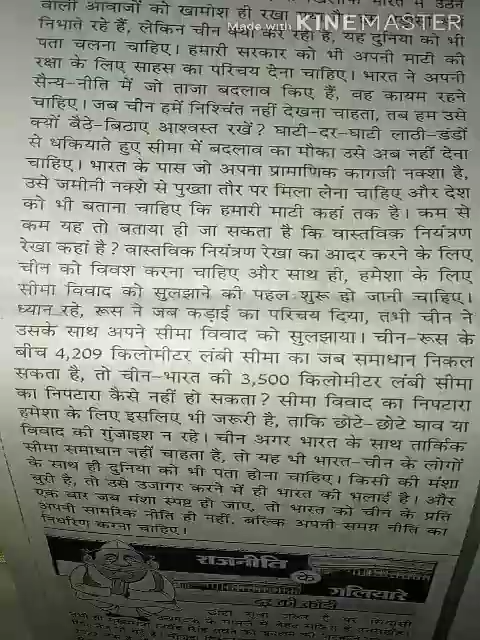 वाली आवाजों को खामोश ही रखा
Made with KINEMASTER
निभाते रहे हैं, लेकिन चीन क्या कर रहा है, यह दुनिया को भी
पता चलना चाहिए। हमारी सरकार को भी अपनी माटी की
रक्षा के लिए साहस का परिचय देना चाहिए। भारत ने अपनी
सैन्य-नीति में जो ताजा बदलाव किए हैं, वह कायम रहने
चाहिए। जब चीन हमें निश्चिंत नहीं देखना चाहता, तब हम उसे
क्यों बैठे-बिठाए आश्वस्त रखें? घाटी-दर-घाटी लाठी-डंडों
से धकियाते हुए सीमा में बदलाव का मौका उसे अब नहीं देना
चाहिए। भारत के पास जो अपना प्रामाणिक कागजी नक्शा है,
उसे जमीनी नक्शे से पुख्ता तौर पर मिला लेना चाहिए और देश
को भी बताना चाहिए कि हमारी माटी कहां तक है। कम से
कम यह तो बताया ही जा सकता है कि वास्तविक नियंत्रण
रेखा कहां है? वास्तविक नियंत्रण रेखा का आदर करने के लिए
चीन को विवश करना चाहिए और साथ ही, हमेशा के लिए
सीमा विवाद को सुलझाने की पहल शुरू हो जानी चाहिए।
ध्यान रहे, रूस ने जब कड़ाई का परिचय दिया, तभी चीन ने
उसके साथ अपने सीमा विवाद को सुलझाया। चीन-रूस के
बीच 4,209 किलोमीटर लंबी सीमा का जब समाधान निकल
सकता है, तो चीन-भारत की 3,500 किलोमीटर लंबी सीमा
का निपटारा कैसे नहीं हो सकता? सीमा विवाद का निपटारा
हमेशा के लिए इसलिए भी जरूरी है, ताकि छोटे-छोटे घाव या
विवाद की गुंजाइश न रहे। चीन अगर भारत के साथ तार्किक
सीमा समाधान नहीं चाहता है, तो यह भी भारत-चीन के लोगों
के साथ ही दुनिया को भी पता होना चाहिए। किसी की मंशा
बुरी है, तो उसे उजागर करने में ही भारत की भलाई है। और
एक बार जब मंशा स्पष्ट हो जाए, तो भारत को चीन के प्रति
अपनी सामरिक नीति ही नहीं, बल्कि अपनी समग्र नीति का
निर्धारण करना चाहिए।
राजनीति
के
गलियारे